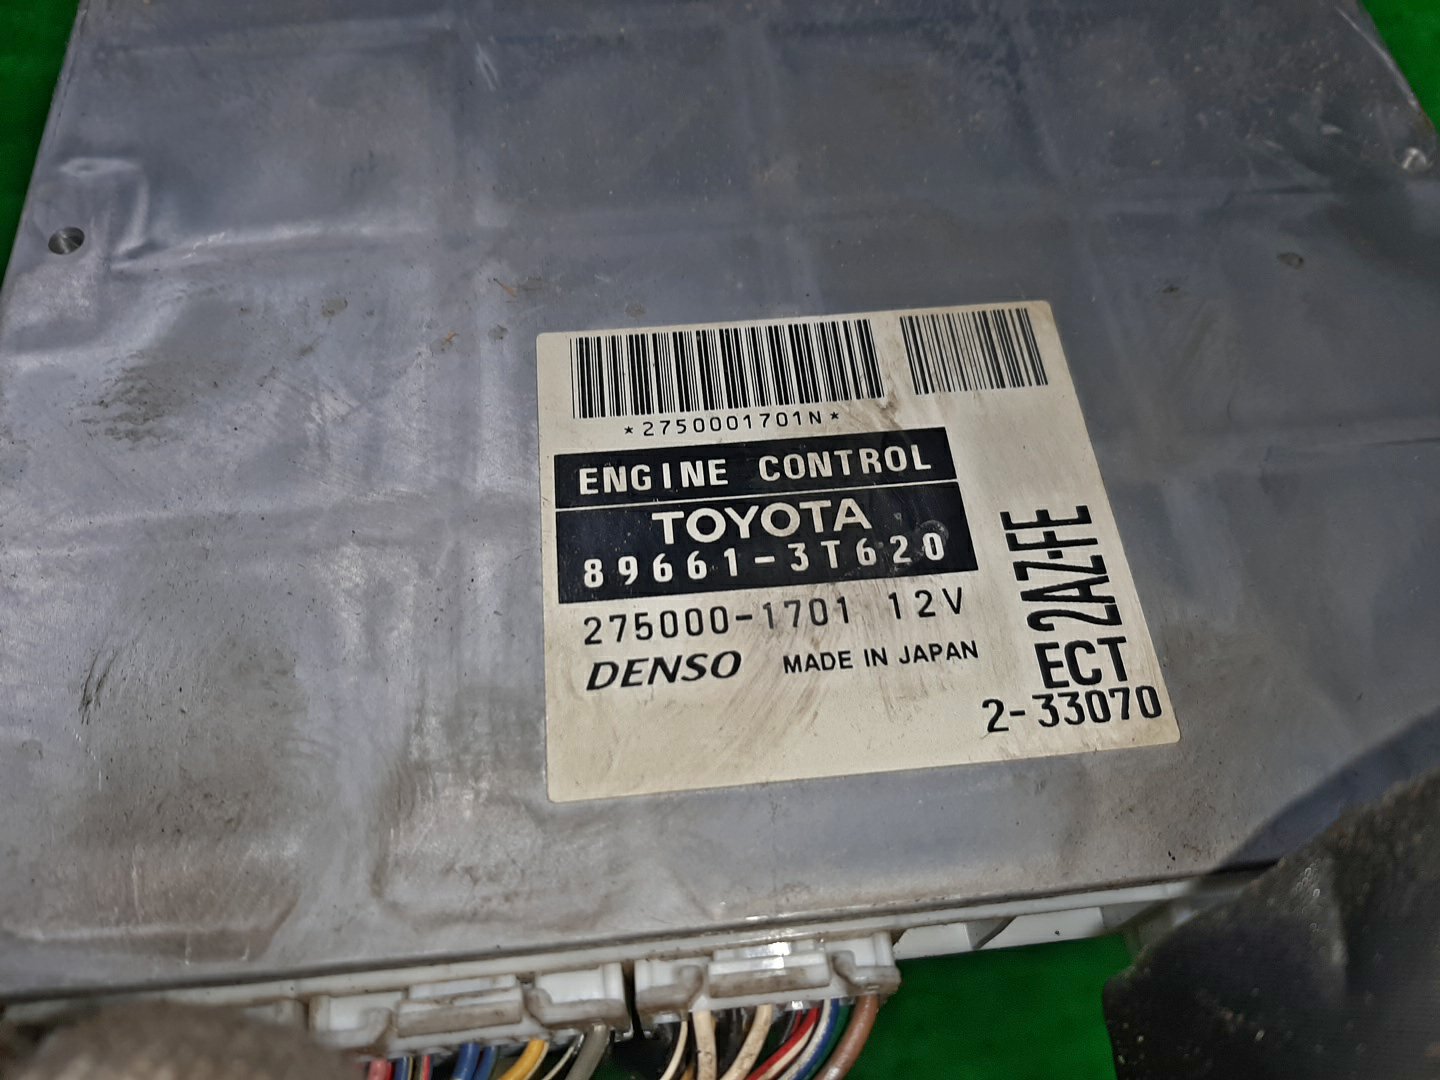 *2750001701N*
ENGINE CONTROL
TOYOTA
89661-3T620
275000-1701 12V
DENSO MADE IN JAPAN
2AZ-FE
ECT
2-33070